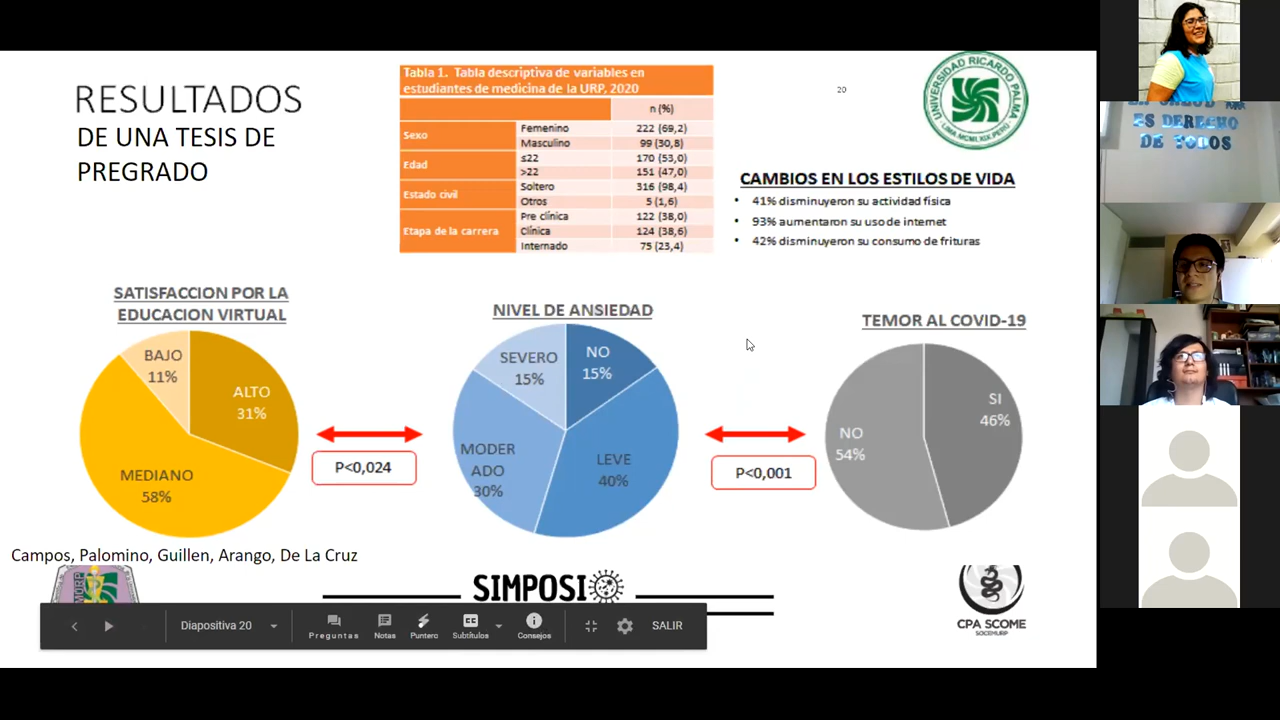 RESULTADOS
DE UNA TESIS DE
PREGRADO
Tabla 1. Tabla descriptiva de variables en
estudiantes de medicina de la URP, 2020
n (%)
Sexo
Femenino 222 (69,2)
Masculino 99 (30,8)
Edad
≤22 170 (53,0)
>22 151 (47,0)
Estado civil
Soltero 316 (98,4)
Otros 5 (1,6)
Etapa de la carrera
Pre clínica 122 (38,0)
Clínica 124 (38,6)
Internado 75 (23,4)
20
UNIVERSIDAD RICARDO PALMA
LIMA MCMLXIX PERÚ
CAMBIOS EN LOS ESTILOS DE VIDA
• 41% disminuyeron su actividad física
• 93% aumentaron su uso de internet
• 42% disminuyeron su consumo de frituras
SATISFACCION POR LA
EDUCACION VIRTUAL
BAJO
11%
ALTO
31%
MEDIANO
58%
P<0,024
NIVEL DE ANSIEDAD
SEVERO
15%
NO
15%
MODER
ADO
30%
LEVE
40%
P<0,001
TEMOR AL COVID-19
SI
46%
NO
54%
Campos, Palomino, Guillen, Arango, De La Cruz
SIMPOSI
CPA SCOME
SOCEMURP
Diapositiva 20
Preguntas
Notas
Puntero
Subtítulos
Consejos
SALIR
ES DERECHO
DE TODOS